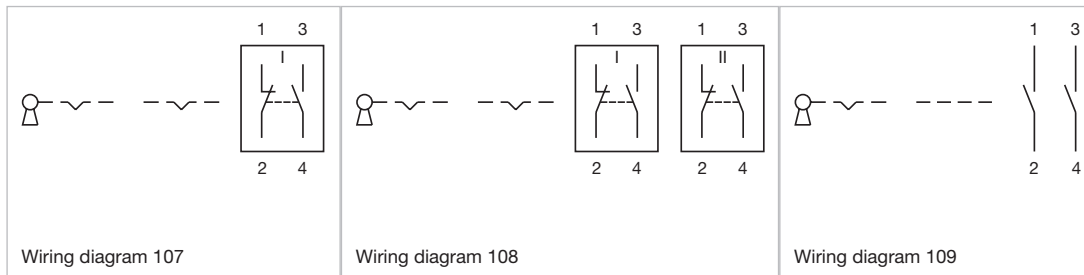 1 3
I
2 4
Wiring diagram 107
1 3 1 3
I II
2 4 2 4
Wiring diagram 108
1 3
2 4
Wiring diagram 109